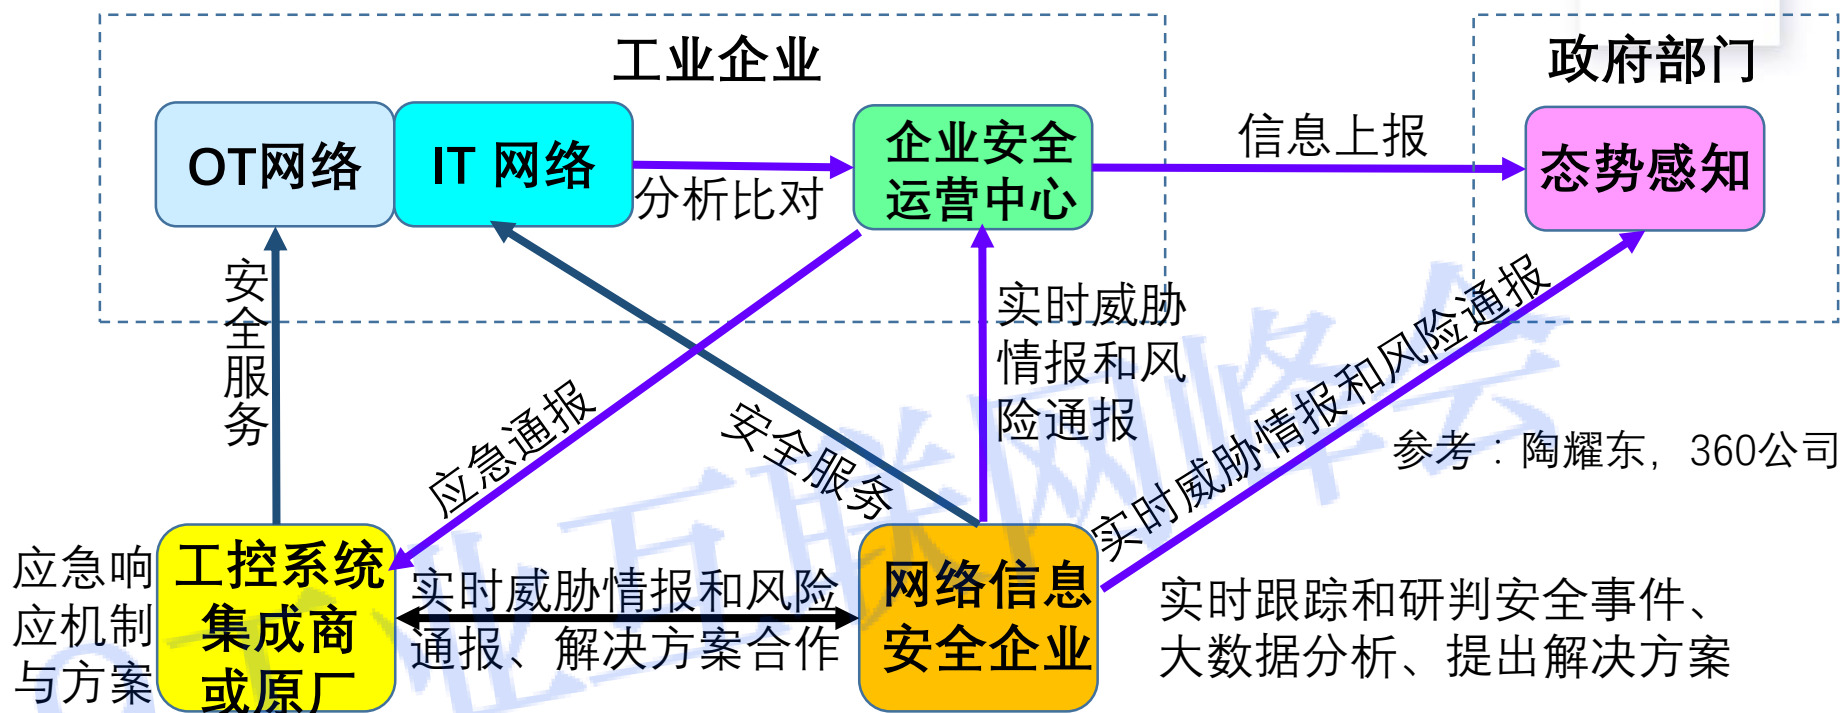 工业企业
政府部门
OT网络
IT 网络
企业安全
运营中心
信息上报
态势感知
分析比对
安
全
服
务
实时威胁
情报和风
险通报
应急通报
安全服务
实时威胁情报和风险通报
参考：陶耀东，360公司
应急响
应机制
与方案
工控系统
集成商
或原厂
实时威胁情报和风险
通报、解决方案合作
网络信息
安全企业
实时跟踪和研判安全事件、
大数据分析、提出解决方案
工业互联网峰会